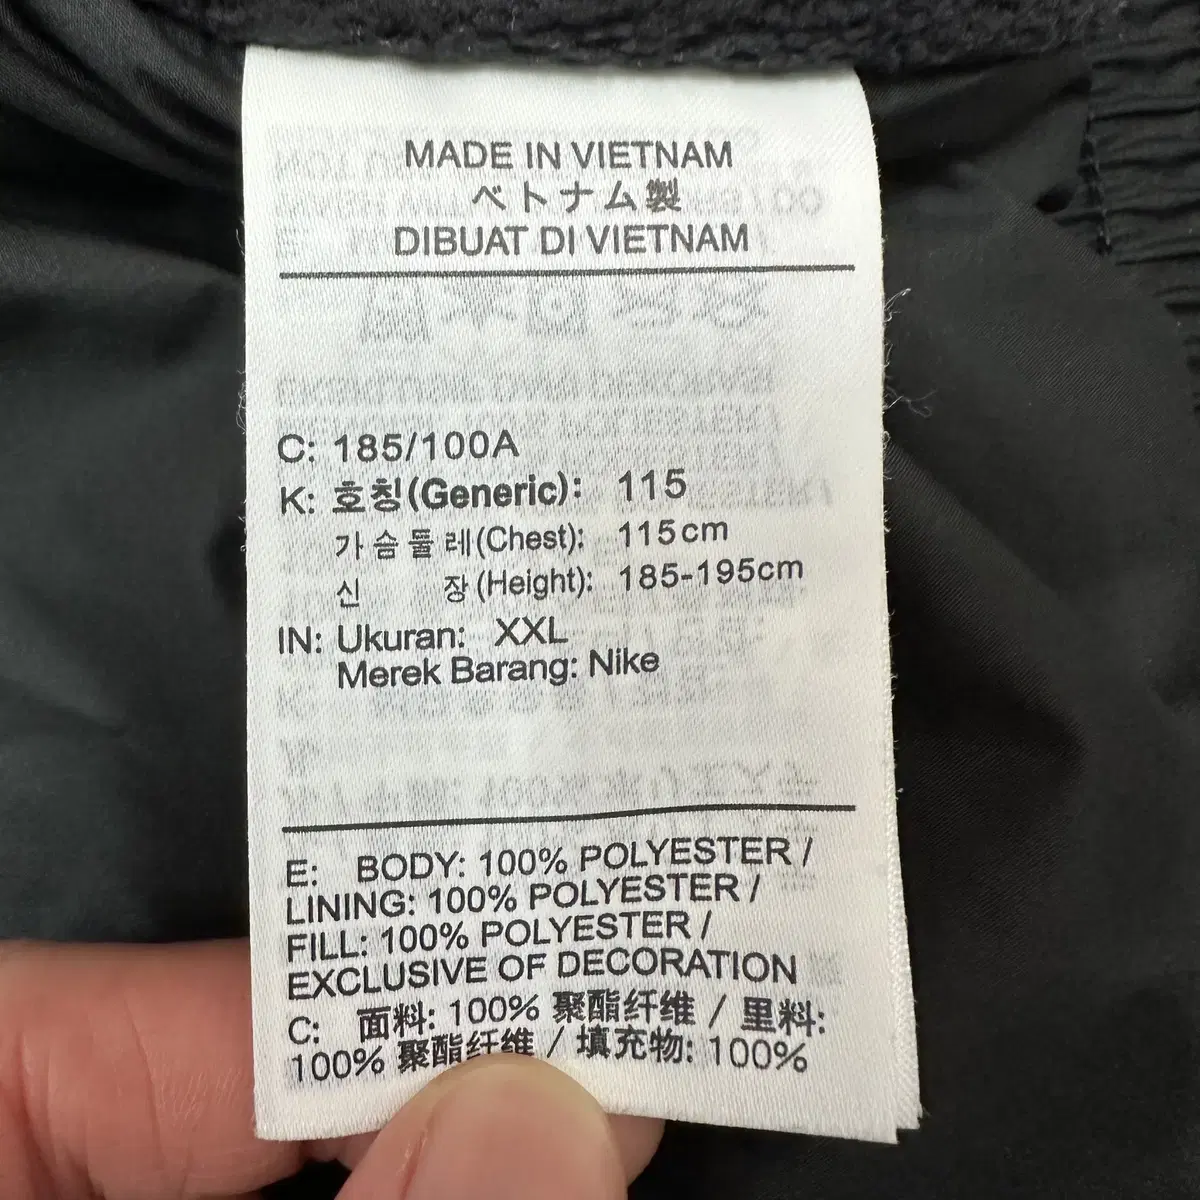 MADE IN VIETNAM
ベトナム製
DIBUAT DI VIETNAM
C: 185/100A
K: 호칭(Generic): 115
가슴둘레(Chest): 115cm
신 장(Height): 185-195cm
IN: Ukuran: XXL
Merek Barang: Nike
E: BODY: 100% POLYESTER /
LINING: 100% POLYESTER /
FILL: 100% POLYESTER /
EXCLUSIVE OF DECORATION
C: 面料: 100% 聚酯纤维 / 里料:
100% 聚酯纤维 / 填充物: 100%